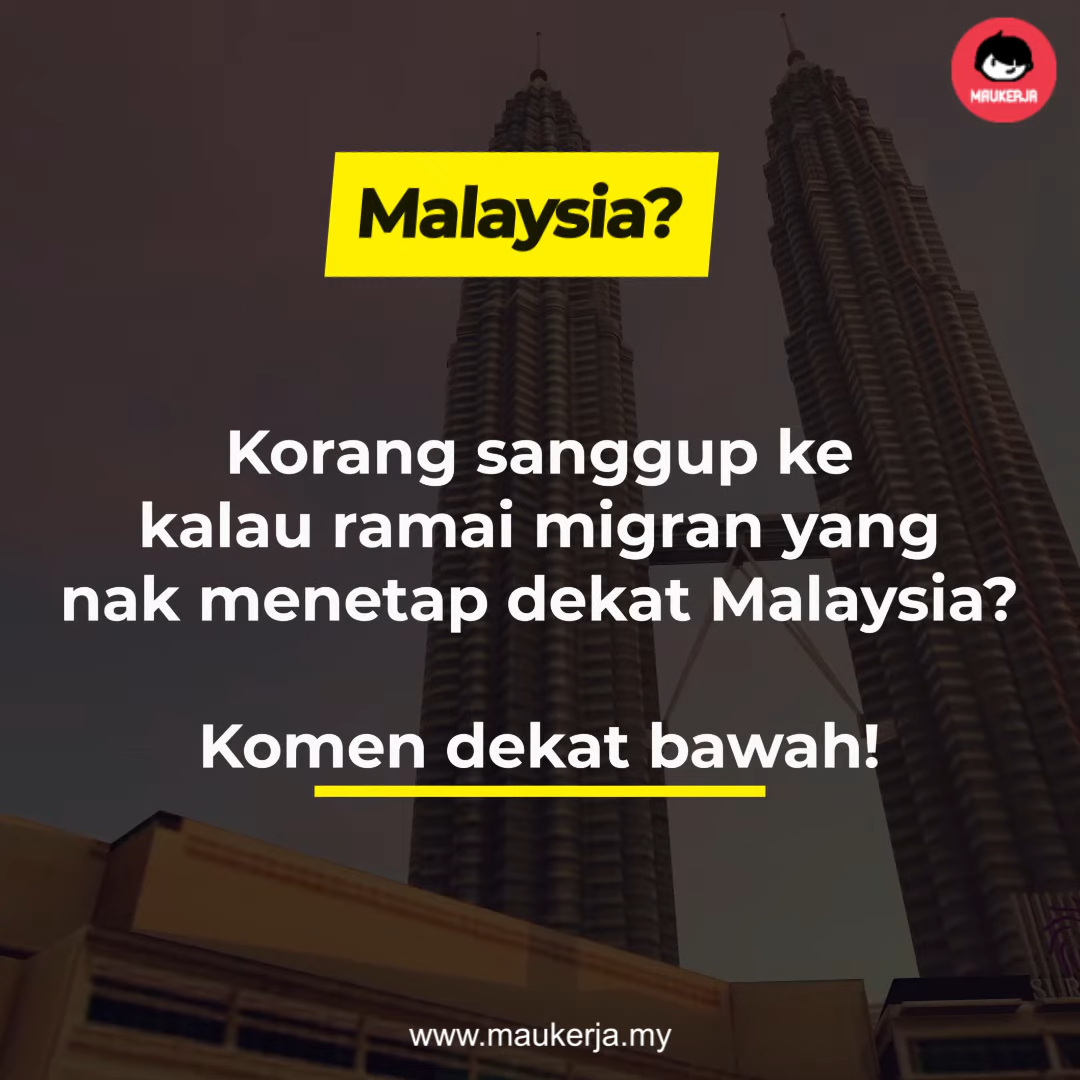 MAUKERJA
Malaysia?
Korang sanggup ke
kalau ramai migran yang
nak menetap dekat Malaysia?
Komen dekat bawah!
www.maukerja.my